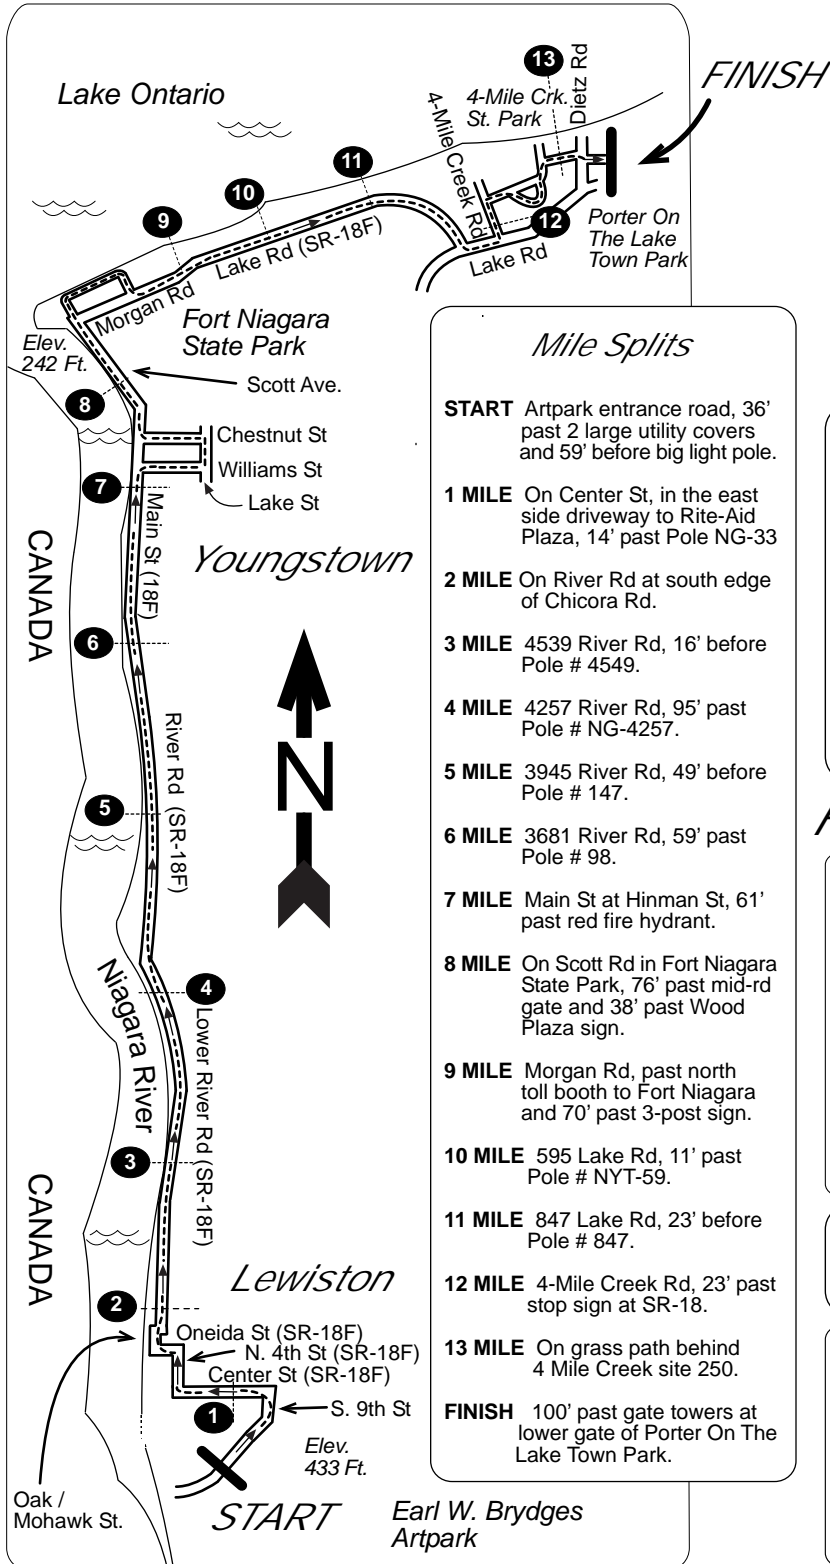 Lake Ontario
13
Dietz Rd
FINISH
4-Mile Crk.
St. Park
4-Mile Creek Rd
11
10
9
12
Porter On
The Lake
Town Park
Lake Rd (SR-18F)
Lake Rd
Morgan Rd
Fort Niagara
State Park
Elev.
242 Ft.
Scott Ave.
8
Chestnut St
Williams St
Lake St
7
Main St (18F)
CANADA
Youngstown
6
N
River Rd (SR-18F)
5
Niagara River
4
Lower River Rd (SR-18F)
3
CANADA
Lewiston
2
Oneida St (SR-18F)
N. 4th St (SR-18F)
Center St (SR-18F)
1
S. 9th St
Elev.
433 Ft.
Oak /
Mohawk St.
START
Earl W. Brydges
Artpark
Mile Splits
START Artpark entrance road, 36’
past 2 large utility covers
and 59’ before big light pole.
1 MILE On Center St, in the east
side driveway to Rite-Aid
Plaza, 14’ past Pole NG-33
2 MILE On River Rd at south edge
of Chicora Rd.
3 MILE 4539 River Rd, 16’ before
Pole # 4549.
4 MILE 4257 River Rd, 95’ past
Pole # NG-4257.
5 MILE 3945 River Rd, 49’ before
Pole # 147.
6 MILE 3681 River Rd, 59’ past
Pole # 98.
7 MILE Main St at Hinman St, 61’
past red fire hydrant.
8 MILE On Scott Rd in Fort Niagara
State Park, 76’ past mid-rd
gate and 38’ past Wood
Plaza sign.
9 MILE Morgan Rd, past north
toll booth to Fort Niagara
and 70’ past 3-post sign.
10 MILE 595 Lake Rd, 11’ past
Pole # NYT-59.
11 MILE 847 Lake Rd, 23’ before
Pole # 847.
12 MILE 4-Mile Creek Rd, 23’ past
stop sign at SR-18.
13 MILE On grass path behind
4 Mile Creek site 250.
FINISH 100’ past gate towers at
lower gate of Porter On The
Lake Town Park.